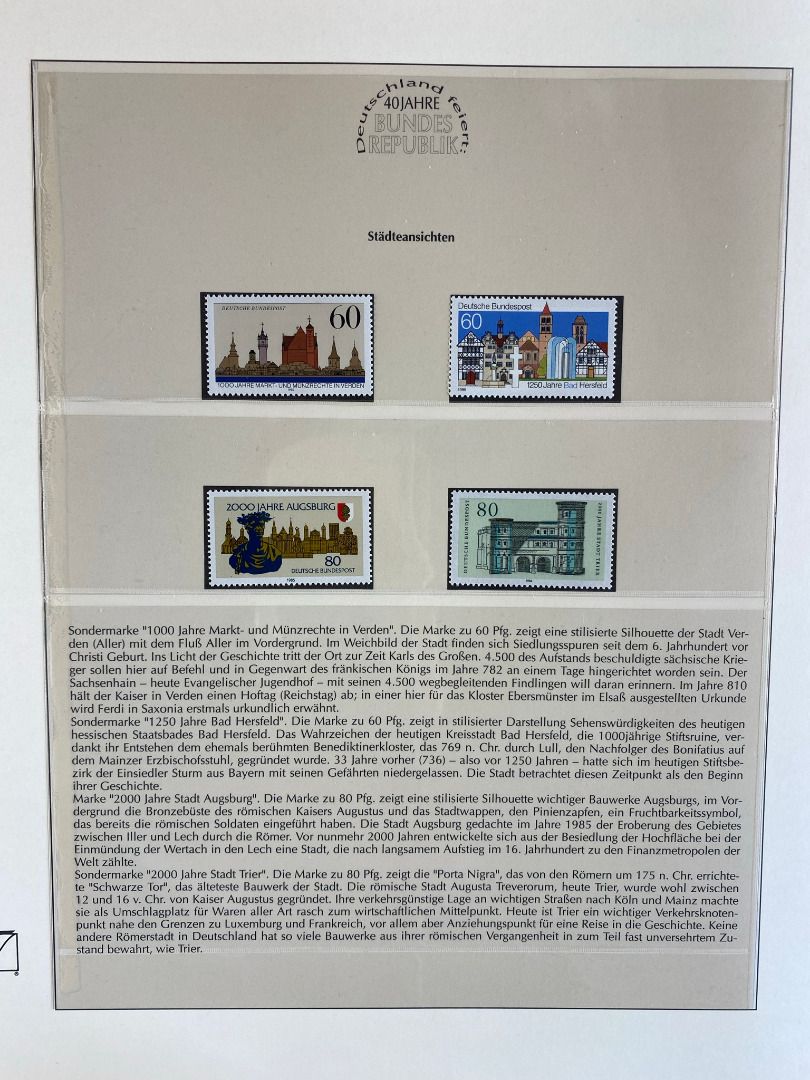 Deutschland feiert:
40 JAHRE
BUNDES
REPUBLIK
Städteansichten
DEUTSCHE BUNDESPOST
60
1000 JAHRE MARKT- UND MÜNZRECHTE IN VERDEN
Deutsche Bundespost
60
1250 Jahre Bad Hersfeld
2000 JAHRE AUGSBURG
80
DEUTSCHE BUNDESPOST
1985
80
DEUTSCHE BUNDESPOST
2000 JAHRE STADT TRIER
Sondermarke "1000 Jahre Markt- und Münzrechte in Verden". Die Marke zu 60 Pfg. zeigt eine stilisierte Silhouette der Stadt Ver-
den (Aller) mit dem Fluß Aller im Vordergrund. Im Weichbild der Stadt finden sich Siedlungsspuren seit dem 6. Jahrhundert vor
Christi Geburt. Ins Licht der Geschichte tritt der Ort zur Zeit Karls des Großen. 4.500 des Aufstands beschuldigte sächsische Krie-
ger sollen hier auf Befehl und in Gegenwart des fränkischen Königs im Jahre 782 an einem Tage hingerichtet worden sein. Der
Sachsenhain – heute Evangelischer Jugendhof – mit seinen 4.500 wegbegleitenden Findlingen will daran erinnern. Im Jahre 810
hält der Kaiser in Verden einen Hoftag (Reichstag) ab; in einer hier für das Kloster Ebersmünster im Elsaß ausgestellten Urkunde
wird Ferdi in Saxonia erstmals urkundlich erwähnt.
Sondermarke "1250 Jahre Bad Hersfeld". Die Marke zu 60 Pfg. zeigt in stilisierter Darstellung Sehenswürdigkeiten des heutigen
hessischen Staatsbades Bad Hersfeld. Das Wahrzeichen der heutigen Kreisstadt Bad Hersfeld, die 1000jährige Stiftsruine, ver-
dankt ihr Entstehen dem ehemals berühmten Benediktinerkloster, das 769 n. Chr. durch Lull, den Nachfolger des Bonifatius auf
dem Mainzer Erzbischofsstuhl, gegründet wurde. 33 Jahre vorher (736) – also vor 1250 Jahren – hatte sich im heutigen Stiftsbe-
zirk der Einsiedler Sturm aus Bayern mit seinen Gefährten niedergelassen. Die Stadt betrachtet diesen Zeitpunkt als den Beginn
ihrer Geschichte.
Marke "2000 Jahre Stadt Augsburg". Die Marke zu 80 Pfg. zeigt eine stilisierte Silhouette wichtiger Bauwerke Augsburgs, im Vor-
dergrund die Bronzebüste des römischen Kaisers Augustus und das Stadtwappen, den Pinienzapfen, ein Fruchtbarkeitssymbol,
das bereits die römischen Soldaten eingeführt haben. Die Stadt Augsburg gedachte im Jahre 1985 der Eroberung des Gebietes
zwischen Iller und Lech durch die Römer. Vor nunmehr 2000 Jahren entwickelte sich aus der Besiedlung der Hochfläche bei der
Einmündung der Wertach in den Lech eine Stadt, die nach langsamem Aufstieg im 16. Jahrhundert zu den Finanzmetropolen der
Welt zählte.
Sondermarke "2000 Jahre Stadt Trier". Die Marke zu 80 Pfg. zeigt die "Porta Nigra", das von den Römern um 175 n. Chr. errichte-
te "Schwarze Tor", das älteteste Bauwerk der Stadt. Die römische Stadt Augusta Treverorum, heute Trier, wurde wohl zwischen
12 und 16 v. Chr. von Kaiser Augustus gegründet. Ihre verkehrsgünstige Lage an wichtigen Straßen nach Köln und Mainz machte
sie als Umschlagplatz für Waren aller Art rasch zum wirtschaftlichen Mittelpunkt. Heute ist Trier ein wichtiger Verkehrsknoten-
punkt nahe den Grenzen zu Luxemburg und Frankreich, vor allem aber Anziehungspunkt für eine Reise in die Geschichte. Keine
andere Römerstadt in Deutschland hat so viele Bauwerke aus ihrer römischen Vergangenheit in zum Teil fast unversehrtem Zu-
stand bewahrt, wie Trier.